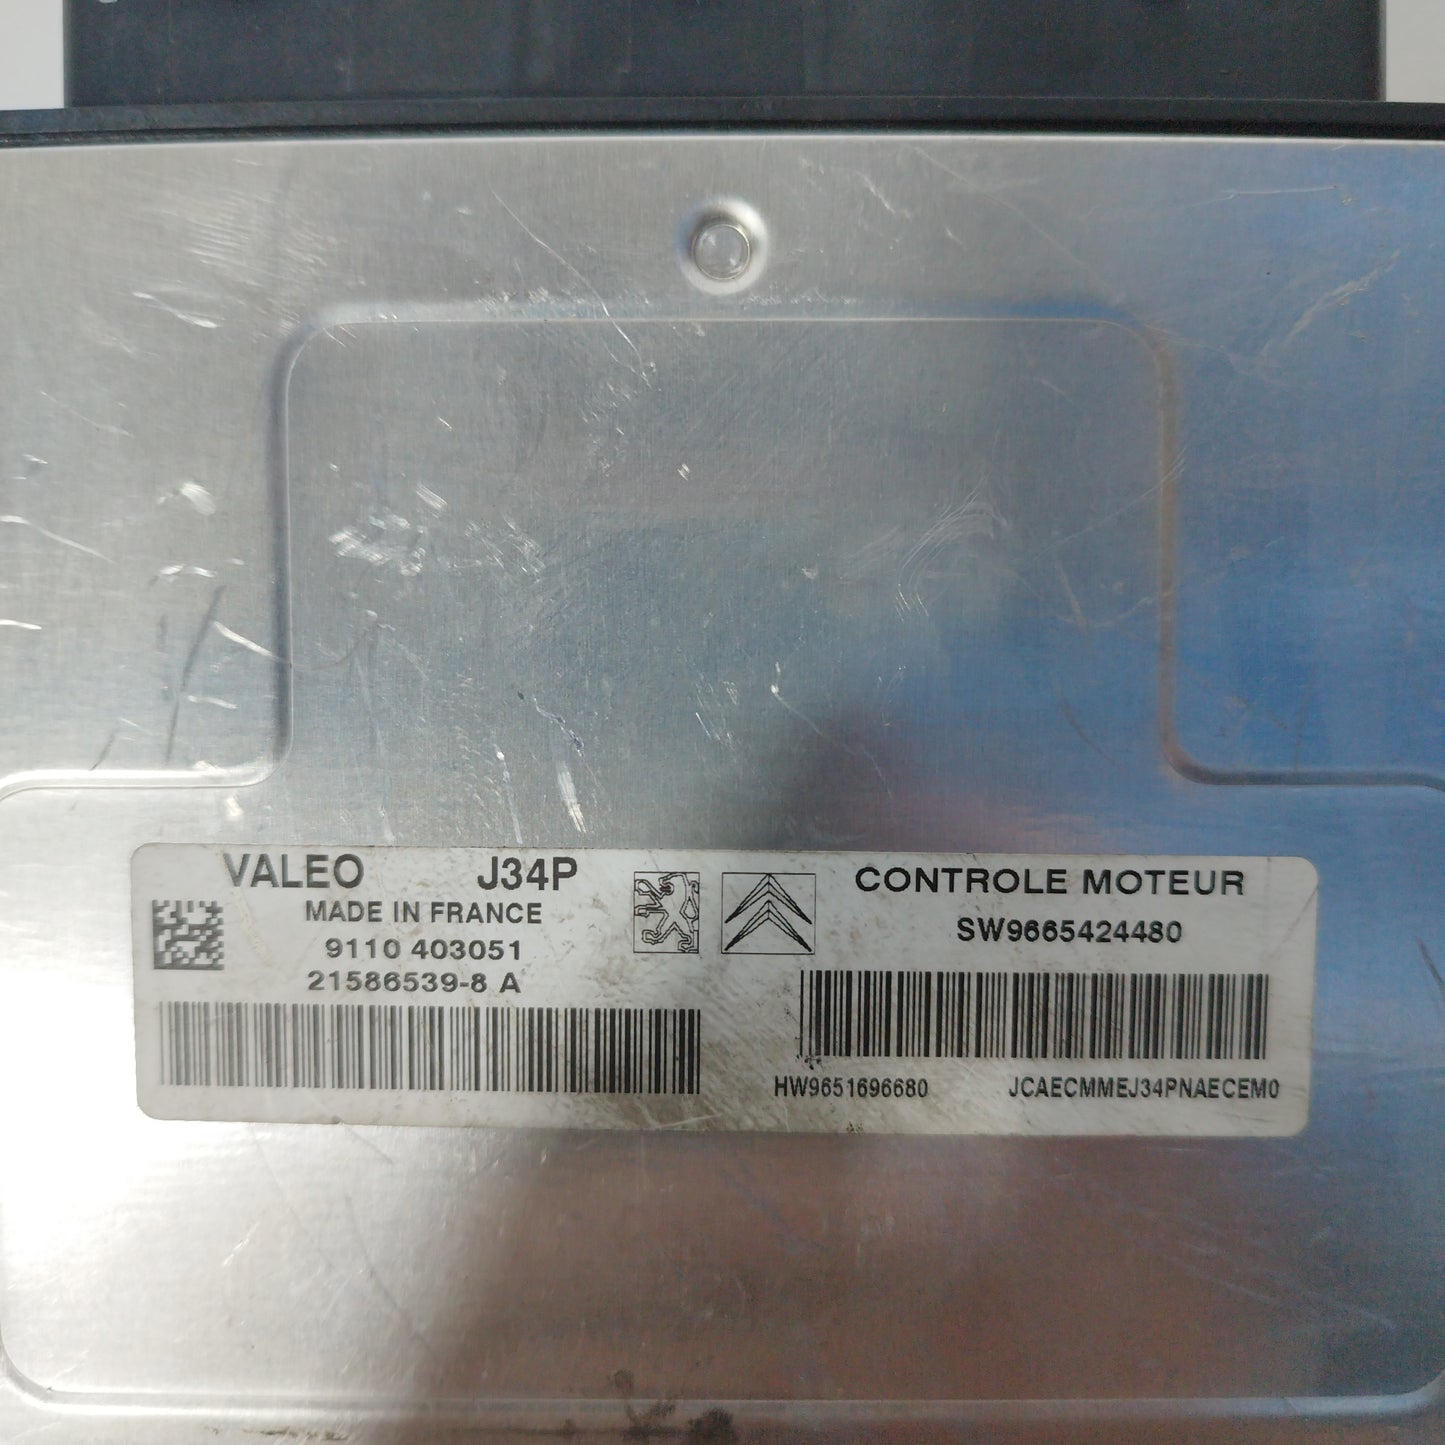 VALEO J34P
MADE IN FRANCE
9110 403051
21586539-8 A
CONTROLE MOTEUR
SW9665424480
HW9651696680 JCAECMMEJ34PNAECEM0